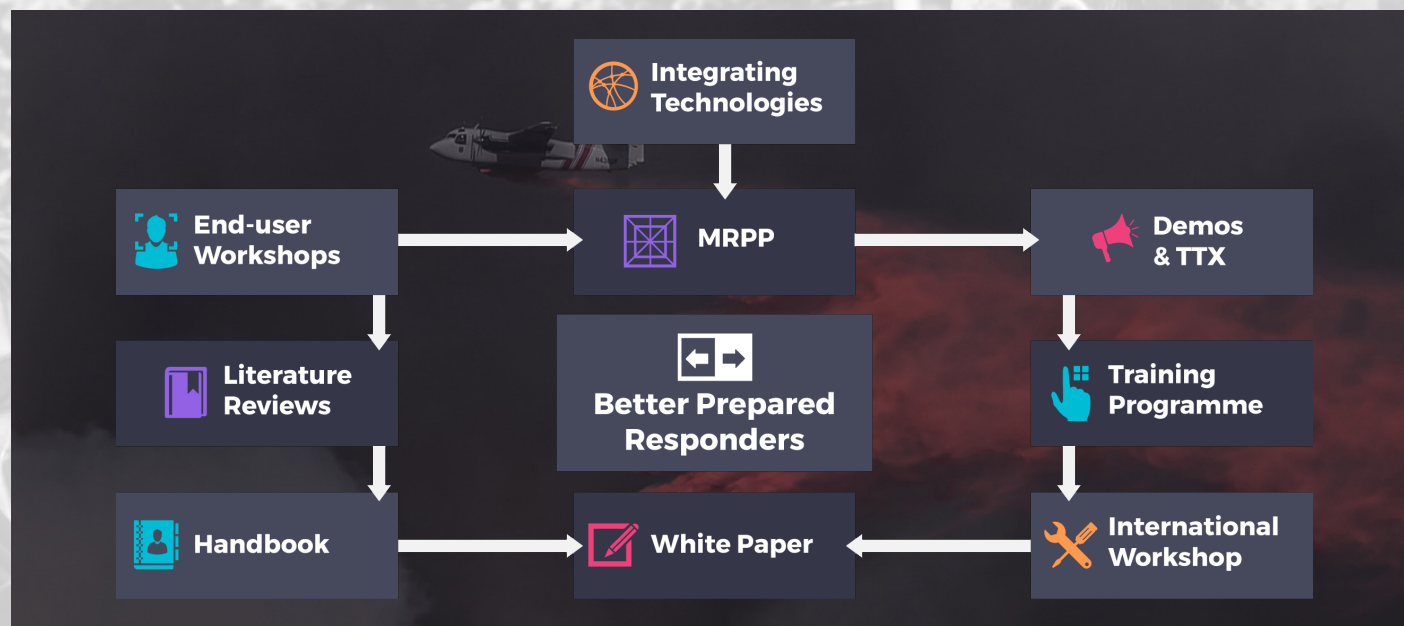 Integrating
Technologies
End-user
Workshops
MRPP
Demos
& TTX
Literature
Reviews
Better Prepared
Responders
Training
Programme
Handbook
White Paper
International
Workshop